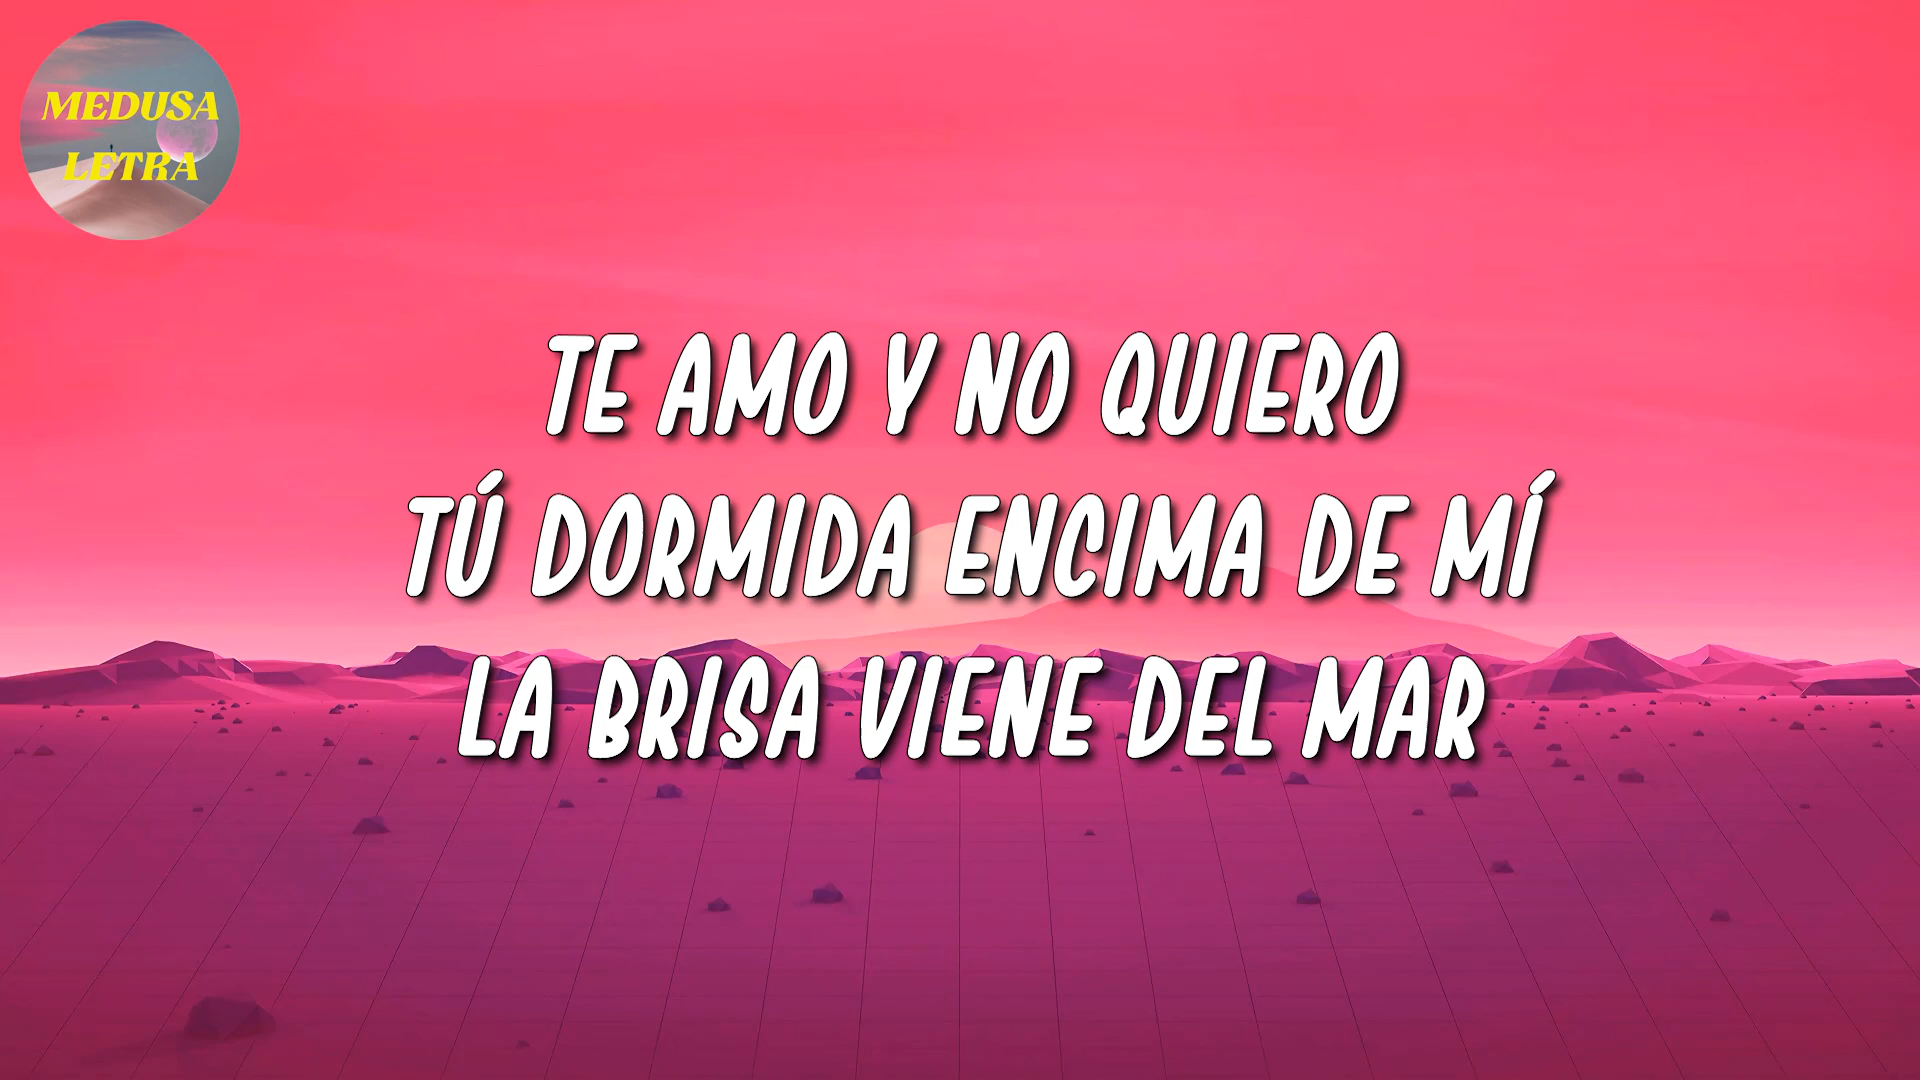 MEDUSA
LETRA
TE AMO Y NO QUIERO
TÚ DORMIDA ENCIMA DE MÍ
LA BRISA VIENE DEL MAR